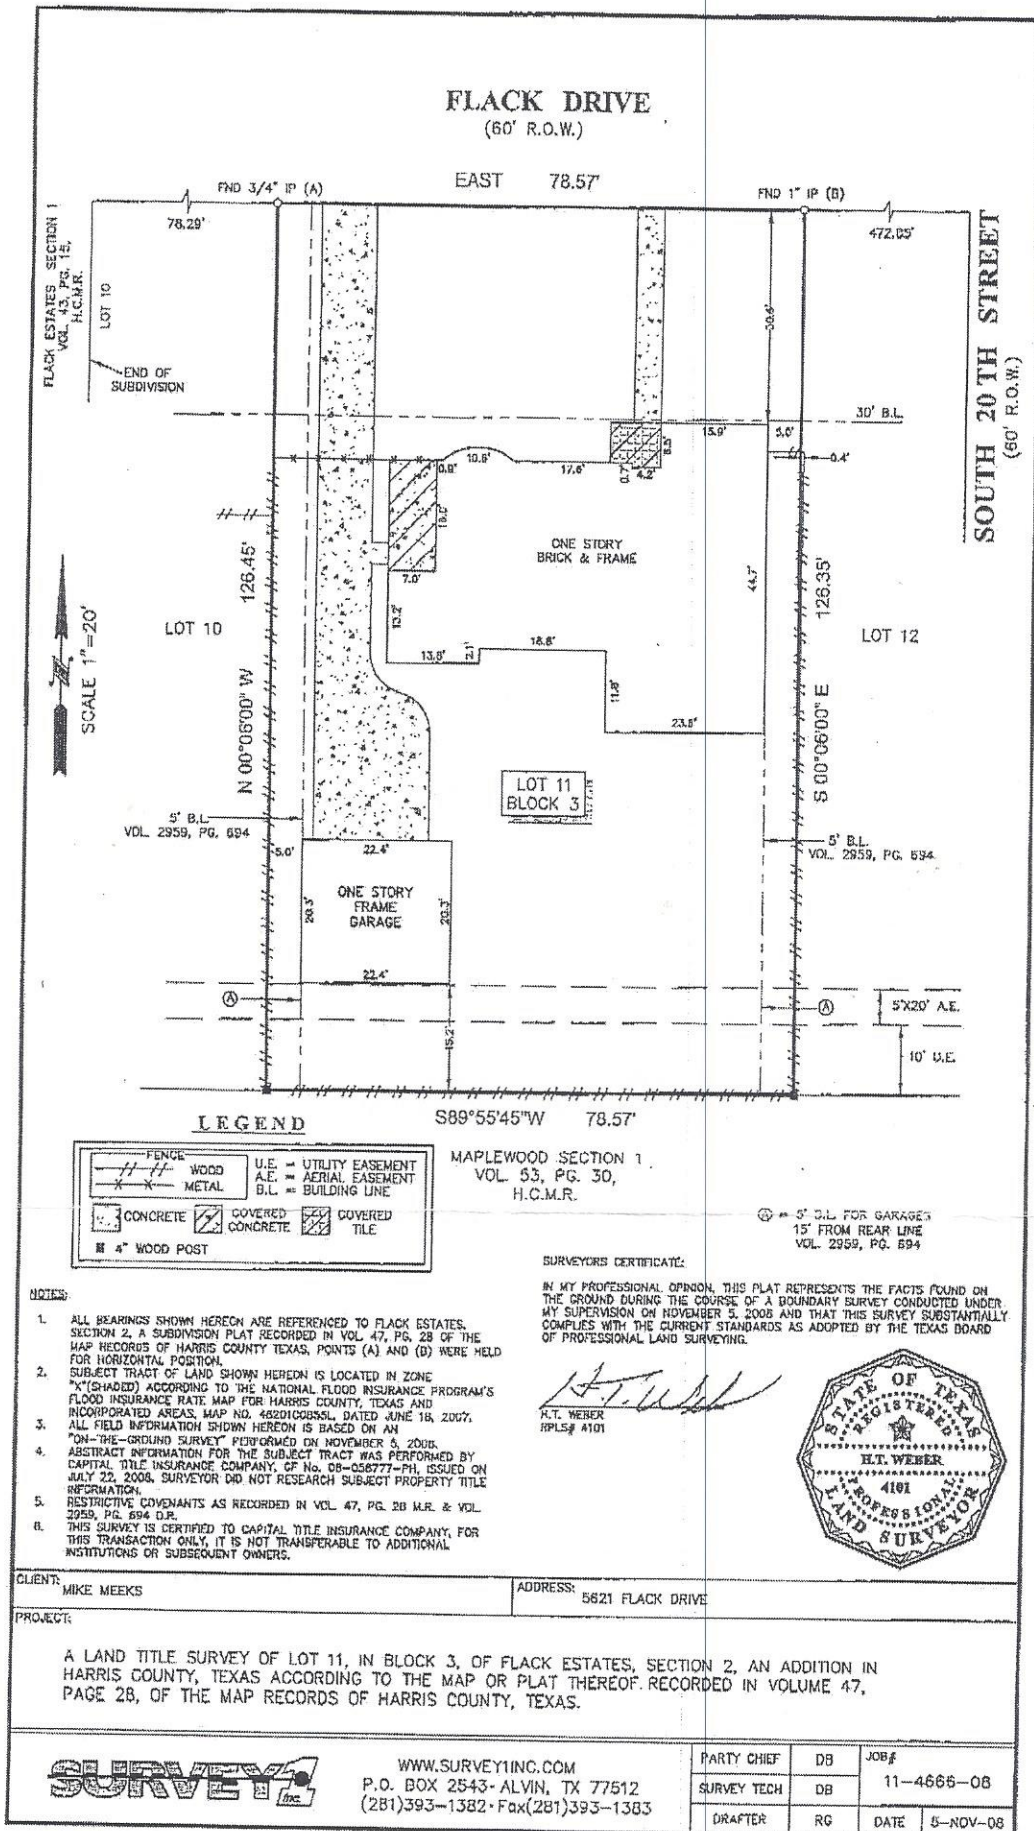 FLACK DRIVE
(60' R.O.W.)
EAST 78.57'
FND 3/4" IP (A)
FND 1" IP (B)
78.29'
472.05'
FLACK ESTATES SECTION 1
VOL. 43, PG. 15,
H.C.M.R.
LOT 10
END OF
SUBDIVISION
SOUTH 20TH STREET
(60' R.O.W.)
30.6'
30' B.L.
15.9'
5.6'
0.4'
0.9'
10.6'
17.6'
0.7'
4.2'
ONE STORY
BRICK & FRAME
7.0'
13.2'
44.7'
N 00°06'00" W 126.45'
S 00°06'00" E 126.35'
LOT 10
LOT 12
SCALE 1"=20'
13.6'
2.1'
18.8'
11.8'
23.8'
LOT 11
BLOCK 3
5' B.L.
VOL. 2959, PG. 694
5' B.L.
VOL. 2959, PG. 694
5.0'
22.4'
20.3'
ONE STORY
FRAME
GARAGE
20.3'
22.4'
A
A
5'X20' A.E.
15.2'
10' U.E.
S89°55'45"W 78.57'
LEGEND
FENCE
WOOD
METAL
U.E. = UTILITY EASEMENT
A.E. = AERIAL EASEMENT
B.L. = BUILDING LINE
CONCRETE
COVERED
CONCRETE
COVERED
TILE
4" WOOD POST
MAPLEWOOD SECTION 1
VOL. 53, PG. 30,
H.C.M.R.
A = 5' B.L. FOR GARAGES
15' FROM REAR LINE
VOL. 2959, PG. 694
NOTES:
1. ALL BEARINGS SHOWN HEREON ARE REFERENCED TO FLACK ESTATES,
SECTION 2, A SUBDIVISION PLAT RECORDED IN VOL. 47, PG. 28 OF THE
MAP RECORDS OF HARRIS COUNTY TEXAS, POINTS (A) AND (B) WERE HELD
FOR HORIZONTAL POSITION.
2. SUBJECT TRACT OF LAND SHOWN HEREON IS LOCATED IN ZONE
"X"(SHADED) ACCORDING TO THE NATIONAL FLOOD INSURANCE PROGRAM'S
FLOOD INSURANCE RATE MAP FOR HARRIS COUNTY, TEXAS AND
INCORPORATED AREAS, MAP NO. 48201C0855L, DATED JUNE 18, 2007.
3. ALL FIELD INFORMATION SHOWN HEREON IS BASED ON AN
"ON-THE-GROUND SURVEY" PERFORMED ON NOVEMBER 5, 2008.
4. ABSTRACT INFORMATION FOR THE SUBJECT TRACT WAS PERFORMED BY
CAPITAL TITLE INSURANCE COMPANY, GF No. 08-056777-PH, ISSUED ON
JULY 22, 2008, SURVEYOR DID NOT RESEARCH SUBJECT PROPERTY TITLE
INFORMATION.
5. RESTRICTIVE COVENANTS AS RECORDED IN VOL. 47, PG. 28 M.R. & VOL.
2959, PG. 694 D.R.
6. THIS SURVEY IS CERTIFIED TO CAPITAL TITLE INSURANCE COMPANY, FOR
THIS TRANSACTION ONLY, IT IS NOT TRANSFERABLE TO ADDITIONAL
INSTITUTIONS OR SUBSEQUENT OWNERS.
SURVEYORS CERTIFICATE:
IN MY PROFESSIONAL OPINION, THIS PLAT REPRESENTS THE FACTS FOUND ON
THE GROUND DURING THE COURSE OF A BOUNDARY SURVEY CONDUCTED UNDER
MY SUPERVISION ON NOVEMBER 5, 2008 AND THAT THIS SURVEY SUBSTANTIALLY
COMPLIES WITH THE CURRENT STANDARDS AS ADOPTED BY THE TEXAS BOARD
OF PROFESSIONAL LAND SURVEYING.
H.T. WEBER
RPLS# 4101
STATE OF TEXAS
REGISTERED
H.T. WEBER
4101
PROFESSIONAL
LAND SURVEYOR
CLIENT: MIKE MEEKS
ADDRESS: 5621 FLACK DRIVE
PROJECT:
A LAND TITLE SURVEY OF LOT 11, IN BLOCK 3, OF FLACK ESTATES, SECTION 2, AN ADDITION IN
HARRIS COUNTY, TEXAS ACCORDING TO THE MAP OR PLAT THEREOF RECORDED IN VOLUME 47,
PAGE 28, OF THE MAP RECORDS OF HARRIS COUNTY, TEXAS.
SURVEY 1 Inc.
WWW.SURVEY1INC.COM
P.O. BOX 2543 · ALVIN, TX 77512
(281)393-1382 · Fax(281)393-1383
PARTY CHIEF DB
SURVEY TECH DB
DRAFTER RG
JOB# 11-4666-08
DATE 5-NOV-08